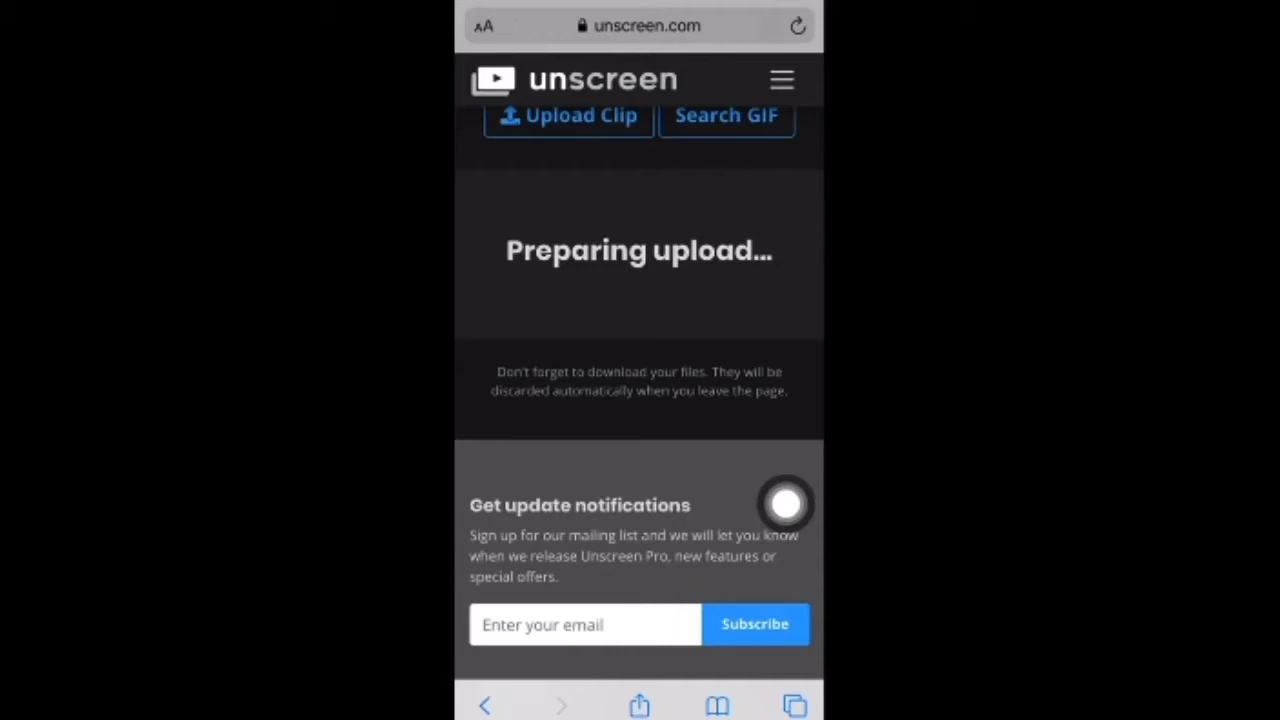 AA unscreen.com
unscreen
Upload Clip Search GIF
Preparing upload...
Don't forget to download your files. They will be
discarded automatically when you leave the page.
Get update notifications
Sign up for our mailing list and we will let you know
when we release Unscreen Pro, new features or
special offers.
Enter your email Subscribe